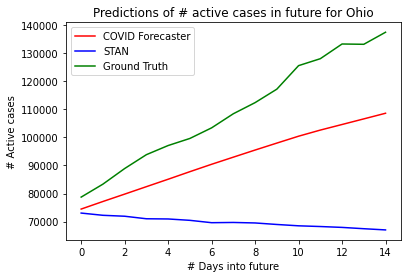 Predictions of # active cases in future for Ohio
COVID Forecaster
STAN
Ground Truth
# Active cases
140000
130000
120000
110000
100000
90000
80000
70000
0 2 4 6 8 10 12 14
# Days into future